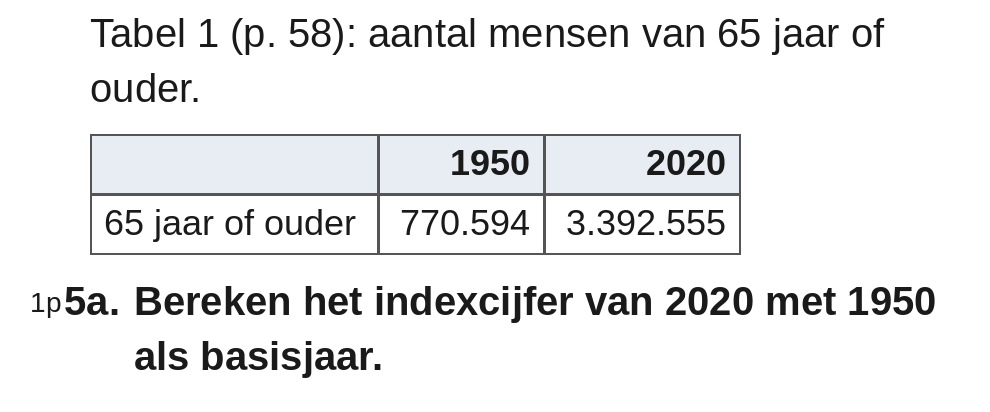 Tabel 1 (p. 58): aantal mensen van 65 jaar of
ouder.
1950 2020
65 jaar of ouder 770.594 3.392.555
1p 5a. Bereken het indexcijfer van 2020 met 1950
als basisjaar.